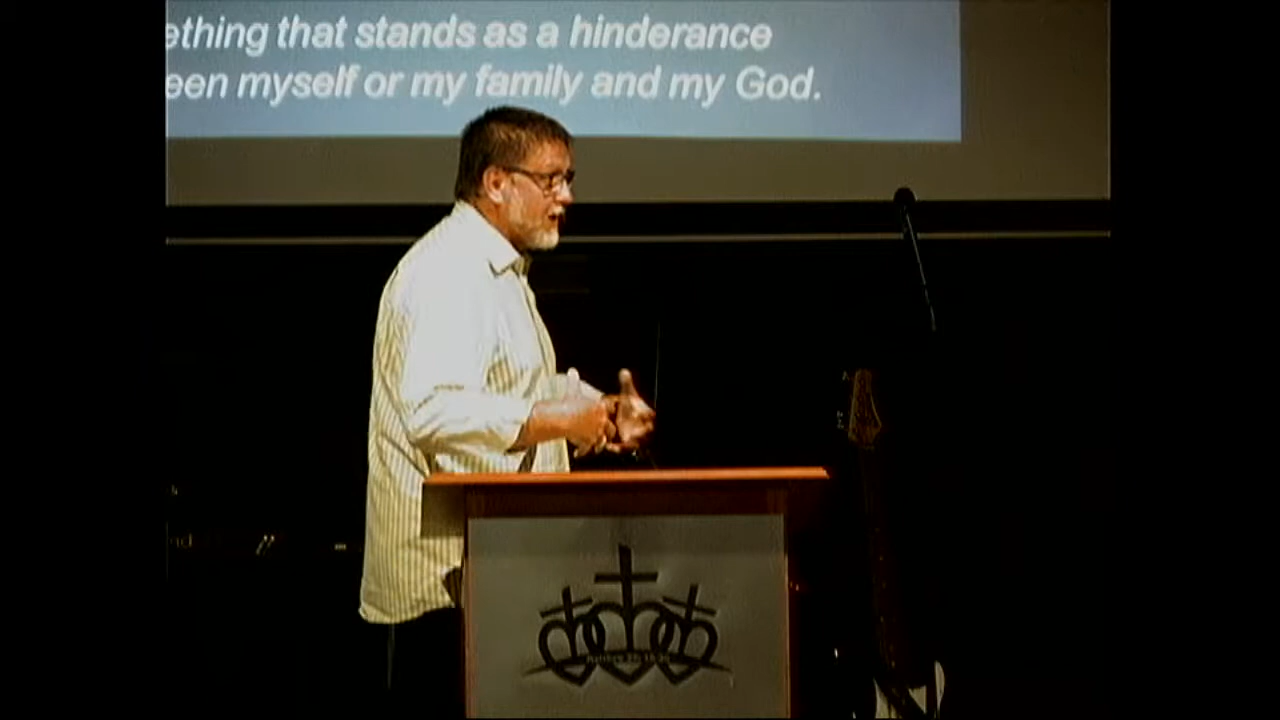 ething that stands as a hinderance
een myself or my family and my God.